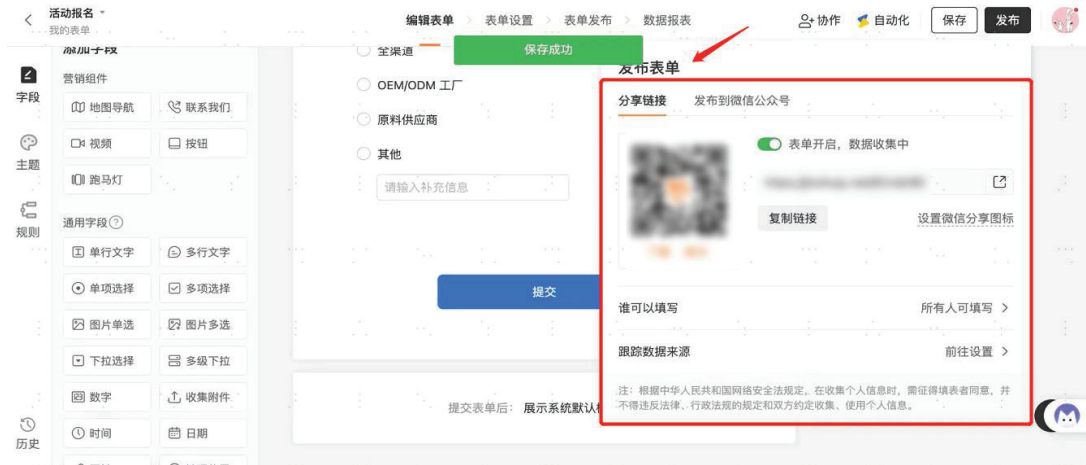 活动报名
我的表单
编辑表单 > 表单设置 > 表单发布 > 数据报表
协作
自动化
保存
发布
字段
主题
规则
历史
添加字段
营销组件
地图导航
联系我们
视频
按钮
跑马灯
通用字段
单行文字
多行文字
单项选择
多项选择
图片单选
图片多选
下拉选择
多级下拉
数字
收集附件
时间
日期
全渠道
保存成功
OEM/ODM 工厂
原料供应商
其他
请输入补充信息
提交
提交表单后： 展示系统默认
发布表单
分享链接
发布到微信公众号
表单开启，数据收集中
复制链接
设置微信分享图标
谁可以填写
所有人可填写 >
跟踪数据来源
前往设置 >
注：根据中华人民共和国网络安全法规定，在收集个人信息时，需征得填表者同意，并
不得违反法律、行政法规的规定和双方约定收集、使用个人信息。